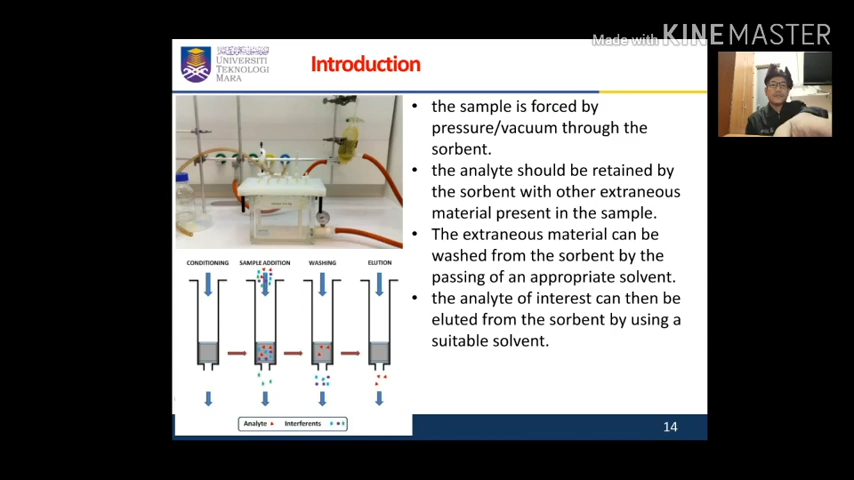 Made with KINEMASTER
UNIVERSITI
TEKNOLOGI
MARA
Introduction
• the sample is forced by
pressure/vacuum through the
sorbent.
• the analyte should be retained by
the sorbent with other extraneous
material present in the sample.
• The extraneous material can be
washed from the sorbent by the
passing of an appropriate solvent.
• the analyte of interest can then be
eluted from the sorbent by using a
suitable solvent.
CONDITIONING SAMPLE ADDITION WASHING ELUTION
Analyte Interferents
14